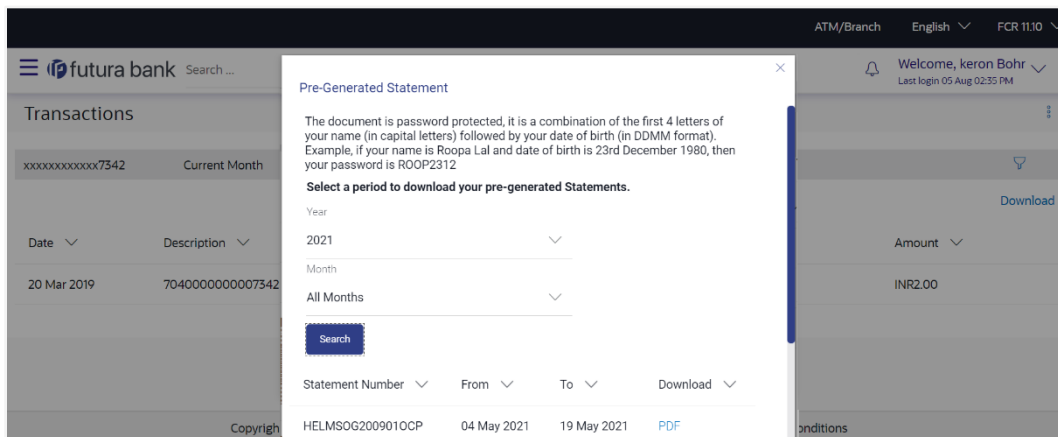 ATM/Branch English FCR 11.10
futura bank Search ... Welcome, keron Bohr
Last login 05 Aug 02:35 PM
Pre-Generated Statement
Transactions
The document is password protected, it is a combination of the first 4 letters of
your name (in capital letters) followed by your date of birth (in DDMM format).
Example, if your name is Roopa Lal and date of birth is 23rd December 1980, then
your password is ROOP2312
xxxxxxxxxxxx7342 Current Month
Select a period to download your pre-generated Statements.
Download
Year
2021
Date Description Amount
Month
20 Mar 2019 7040000000007342 INR2.00
All Months
Search
Statement Number From To Download
HELMSOG200901OCP 04 May 2021 19 May 2021 PDF
Copyrigh onditions